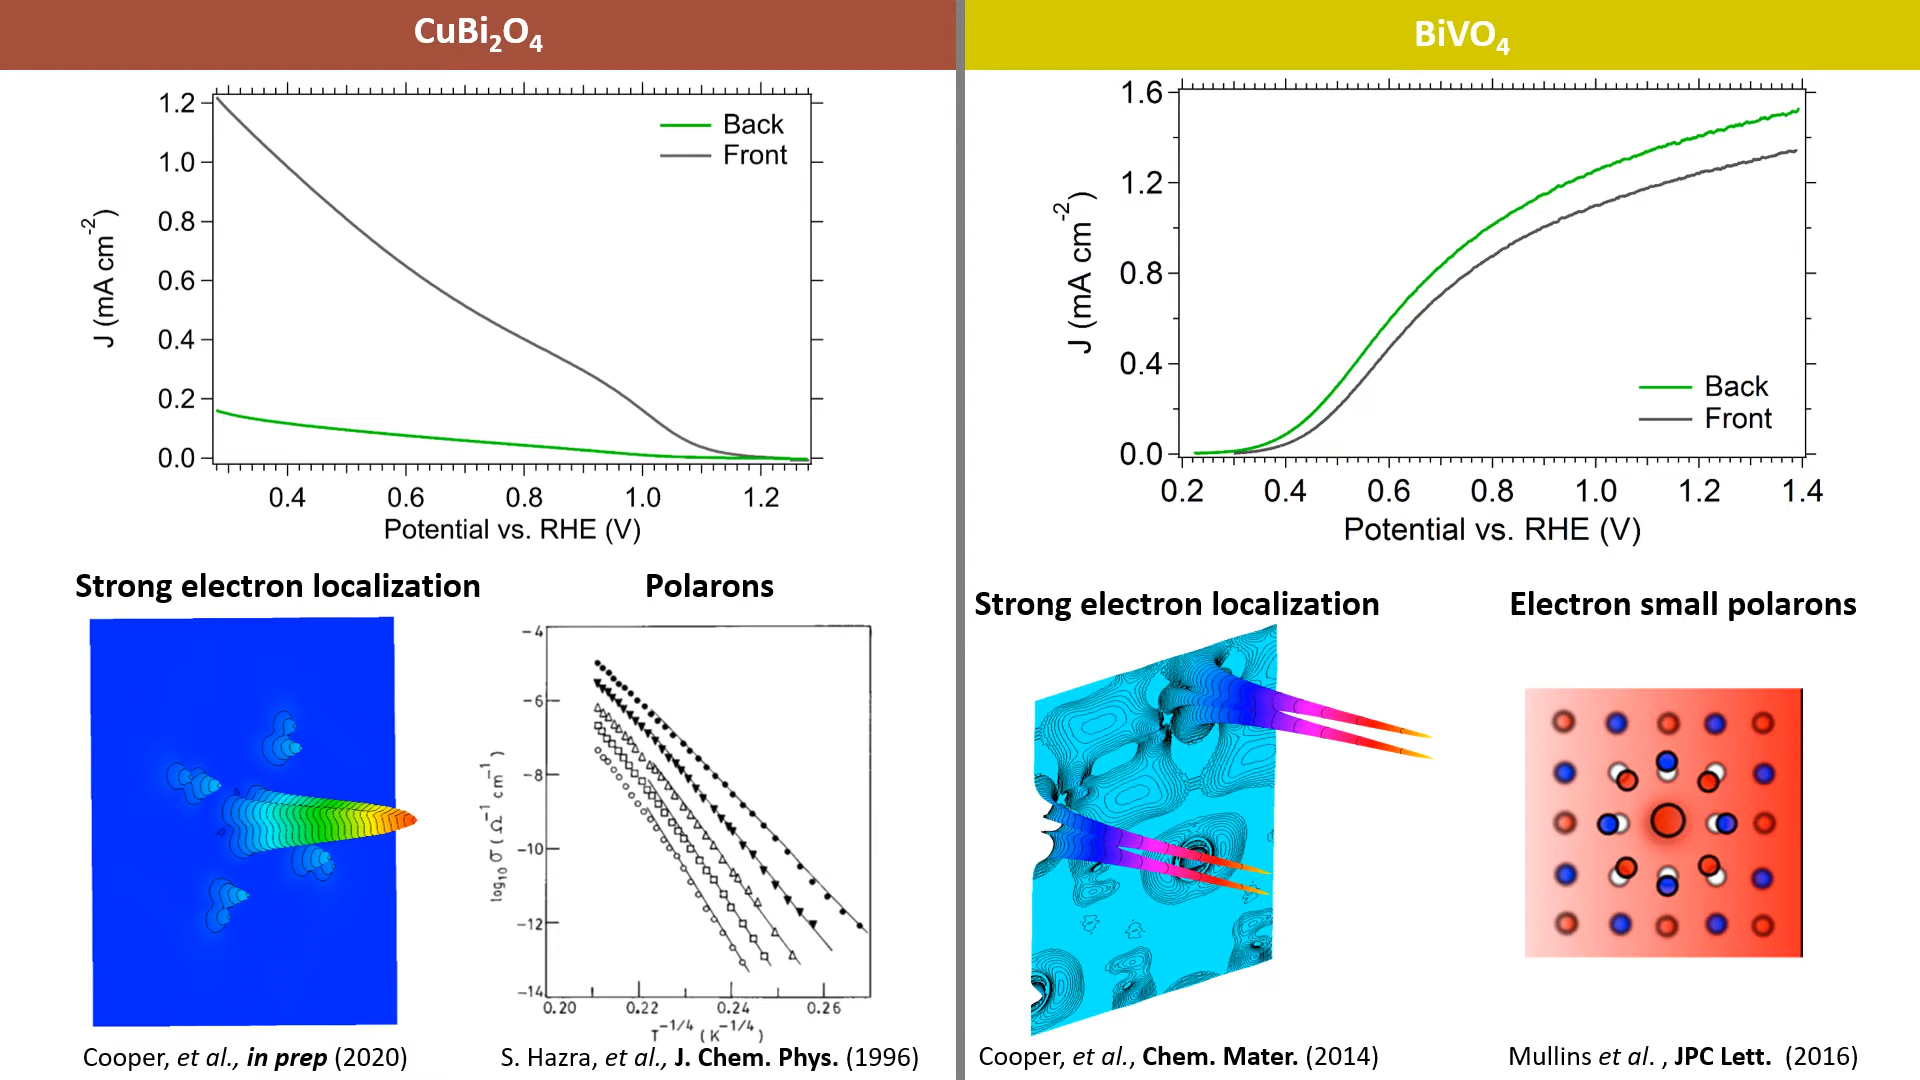 CuBi₂O₄
1.2
1.0
0.8
0.6
0.4
0.2
0.0
J (mA cm⁻²)
Back
Front
0.4 0.6 0.8 1.0 1.2
Potential vs. RHE (V)
Strong electron localization
Polarons
-4
-6
-8
-10
-12
-14
log₁₀ σ (Ω⁻¹ cm⁻¹)
0.20 0.22 0.24 0.26
T⁻¹/⁴ (K⁻¹/⁴)
Cooper, et al., in prep (2020)
S. Hazra, et al., J. Chem. Phys. (1996)
BiVO₄
1.6
1.2
0.8
0.4
0.0
J (mA cm⁻²)
Back
Front
0.2 0.4 0.6 0.8 1.0 1.2 1.4
Potential vs. RHE (V)
Strong electron localization
Electron small polarons
Cooper, et al., Chem. Mater. (2014)
Mullins et al. , JPC Lett. (2016)